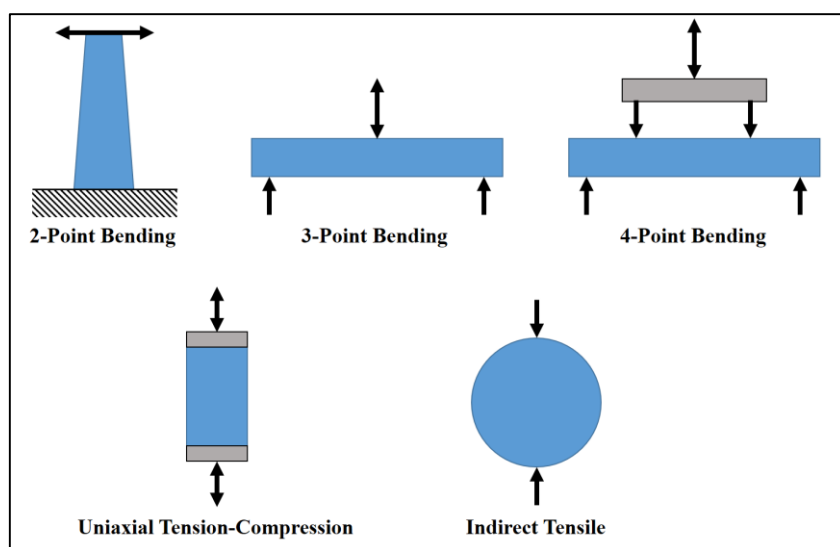 2-Point Bending
3-Point Bending
4-Point Bending
Uniaxial Tension-Compression
Indirect Tensile